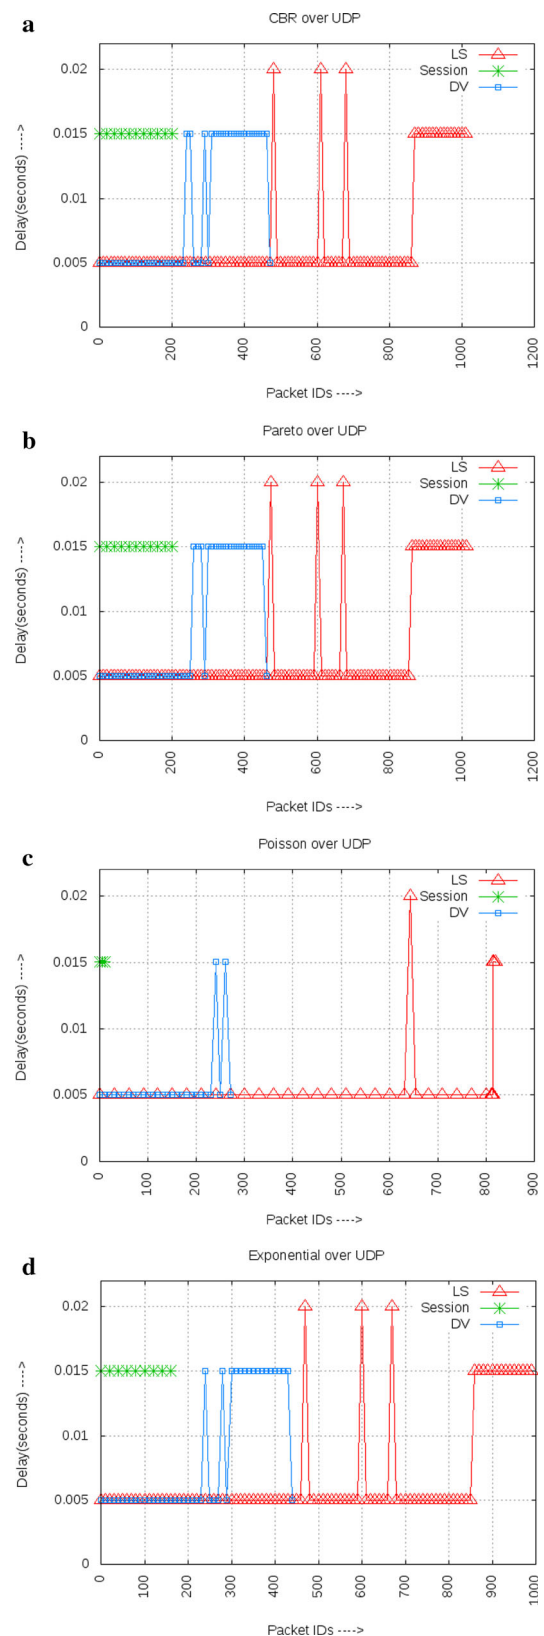 a
CBR over UDP
LS
Session
DV
0.02
0.015
0.01
0.005
0
Delay(seconds) ---->
0
200
400
600
800
1000
1200
Packet IDs ---->
b
Pareto over UDP
LS
Session
DV
0.02
0.015
0.01
0.005
0
Delay(seconds) ---->
0
200
400
600
800
1000
1200
Packet IDs ---->
c
Poisson over UDP
LS
Session
DV
0.02
0.015
0.01
0.005
0
Delay(seconds) ---->
0
100
200
300
400
500
600
700
800
900
Packet IDs ---->
d
Exponential over UDP
LS
Session
DV
0.02
0.015
0.01
0.005
0
Delay(seconds) ---->
0
100
200
300
400
500
600
700
800
900
1000
Packet IDs ---->